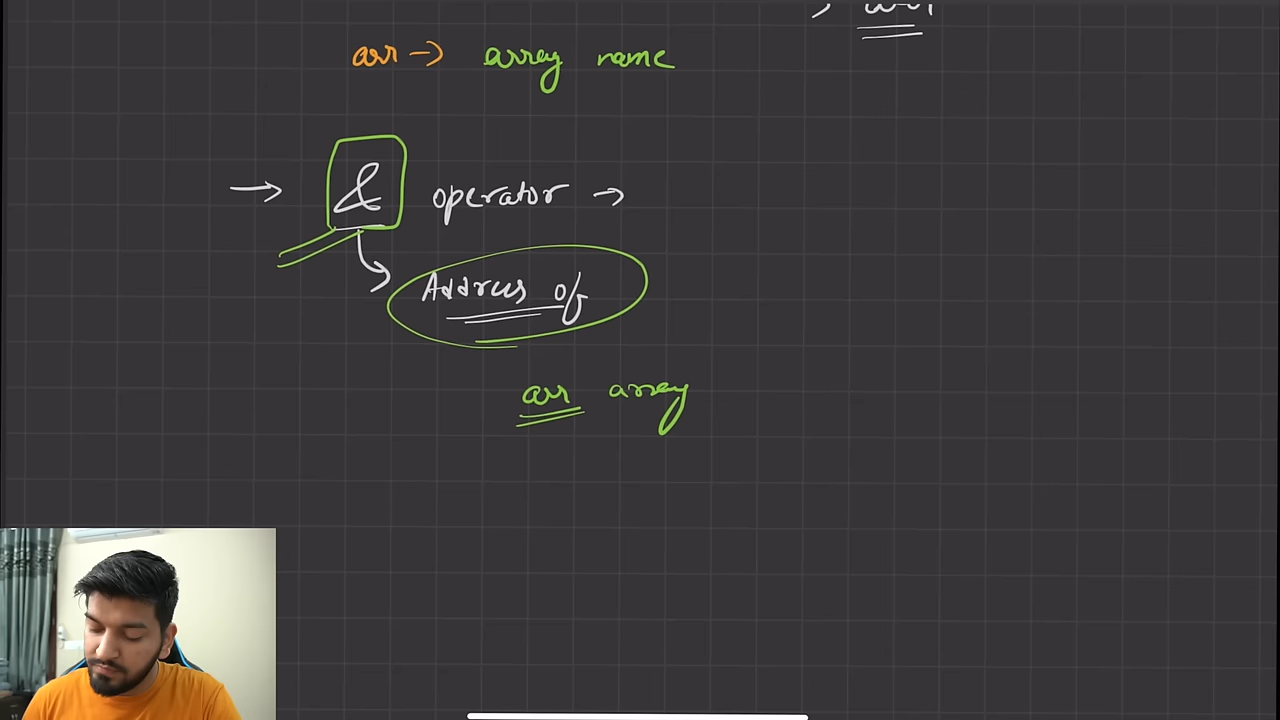 arr → array name
→ & operator →
Address of
arr array